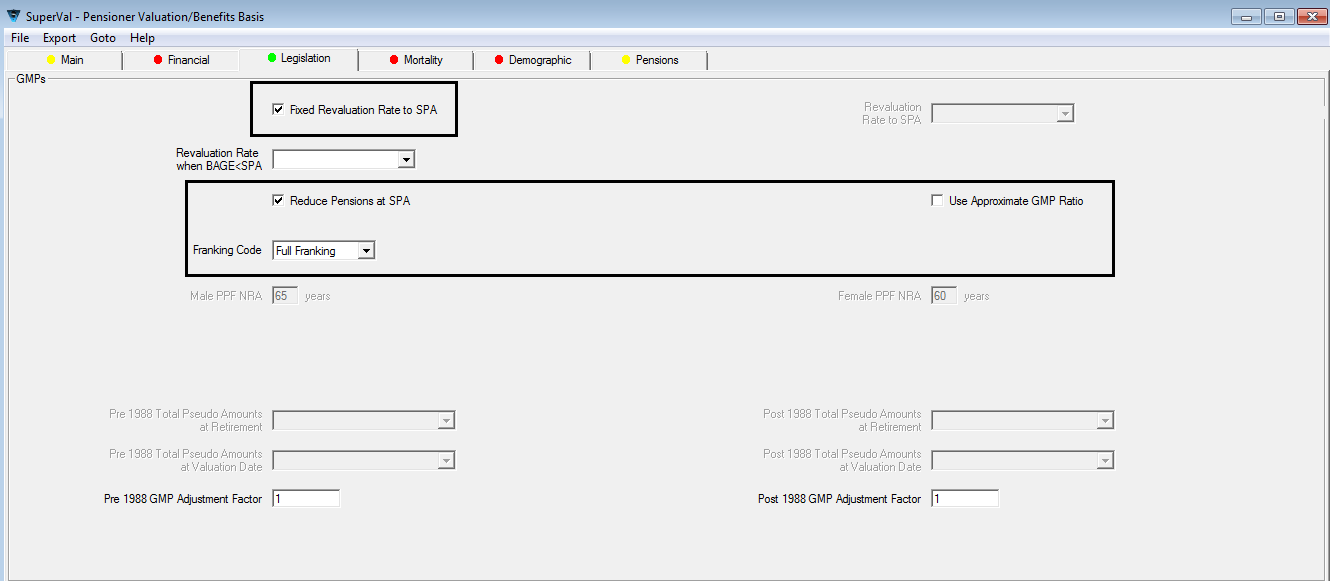 SuperVal - Pensioner Valuation/Benefits Basis
File Export Goto Help
Main Financial Legislation Mortality Demographic Pensions
GMPs
Fixed Revaluation Rate to SPA
Revaluation
Rate to SPA
Revaluation Rate
when BAGE<SPA
Reduce Pensions at SPA
Use Approximate GMP Ratio
Franking Code Full Franking
Male PPF NRA 65 years
Female PPF NRA 60 years
Pre 1988 Total Pseudo Amounts
at Retirement
Post 1988 Total Pseudo Amounts
at Retirement
Pre 1988 Total Pseudo Amounts
at Valuation Date
Post 1988 Total Pseudo Amounts
at Valuation Date
Pre 1988 GMP Adjustment Factor 1
Post 1988 GMP Adjustment Factor 1